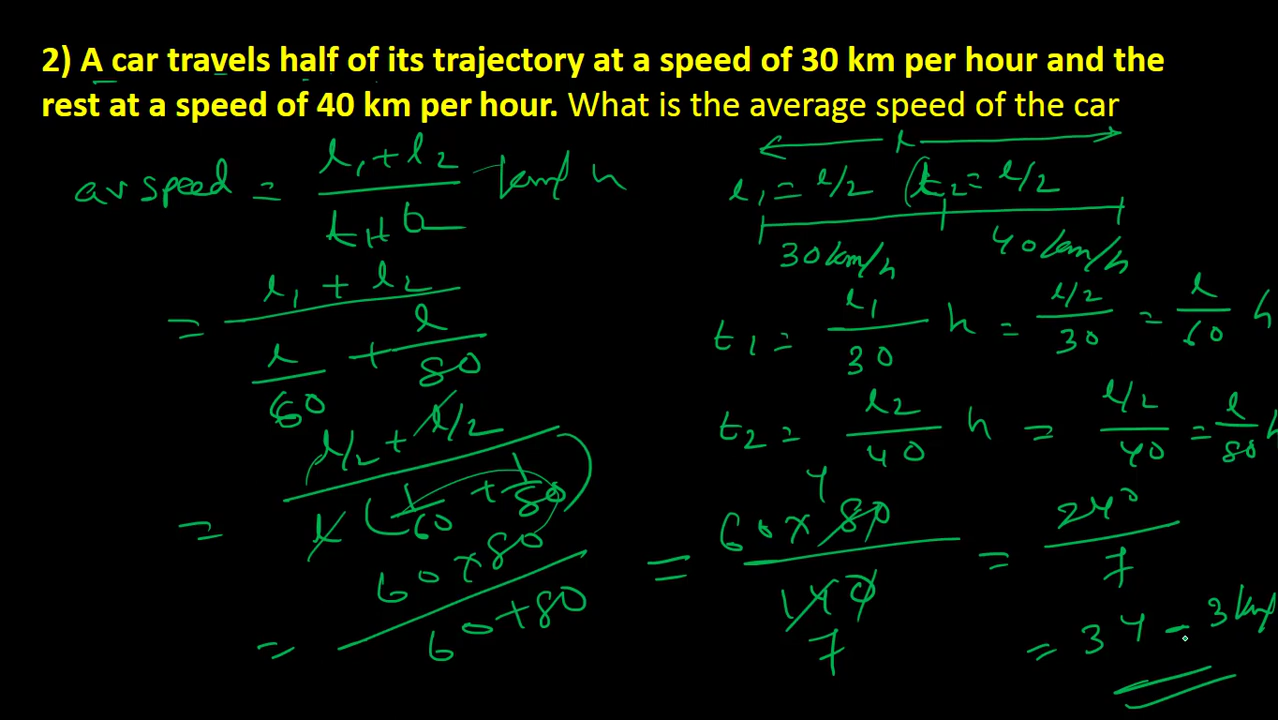 2) A car travels half of its trajectory at a speed of 30 km per hour and the
rest at a speed of 40 km per hour. What is the average speed of the car
av speed = l1 + l2 / t1 + t2 km/h
= l1 + l2 / l/60 + l/80
= l/2 + l/2 / l (1/60 + 1/80)
= 60 x 80 / 60 + 80
l
l1 = l/2 l2 = l/2
30 km/h 40 km/h
t1 = l1/30 h = l/2/30 = l/60 h
t2 = l2/40 h = l/2/40 = l/80 h
4
= 60 x 80 / 140 = 240/7
7
= 34 - 3 km/